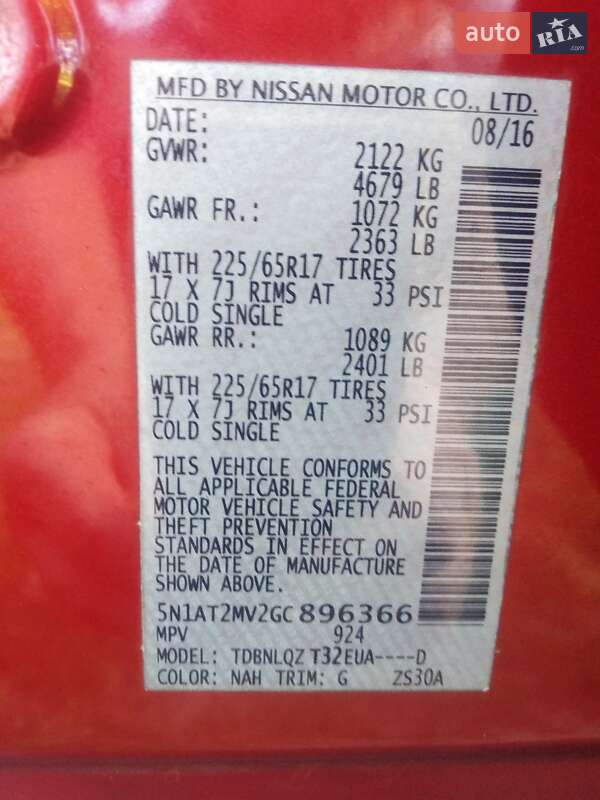 auto RIA.com
MFD BY NISSAN MOTOR CO., LTD.
DATE: 08/16
GVWR: 2122 KG
4679 LB
GAWR FR.: 1072 KG
2363 LB
WITH 225/65R17 TIRES
17 X 7J RIMS AT 33 PSI
COLD SINGLE
GAWR RR.: 1089 KG
2401 LB
WITH 225/65R17 TIRES
17 X 7J RIMS AT 33 PSI
COLD SINGLE
THIS VEHICLE CONFORMS TO
ALL APPLICABLE FEDERAL
MOTOR VEHICLE SAFETY AND
THEFT PREVENTION
STANDARDS IN EFFECT ON
THE DATE OF MANUFACTURE
SHOWN ABOVE.
5N1AT2MV2GC896366
MPV 924
MODEL: TDBNLQZ T32EUA----D
COLOR: NAH TRIM: G ZS30A